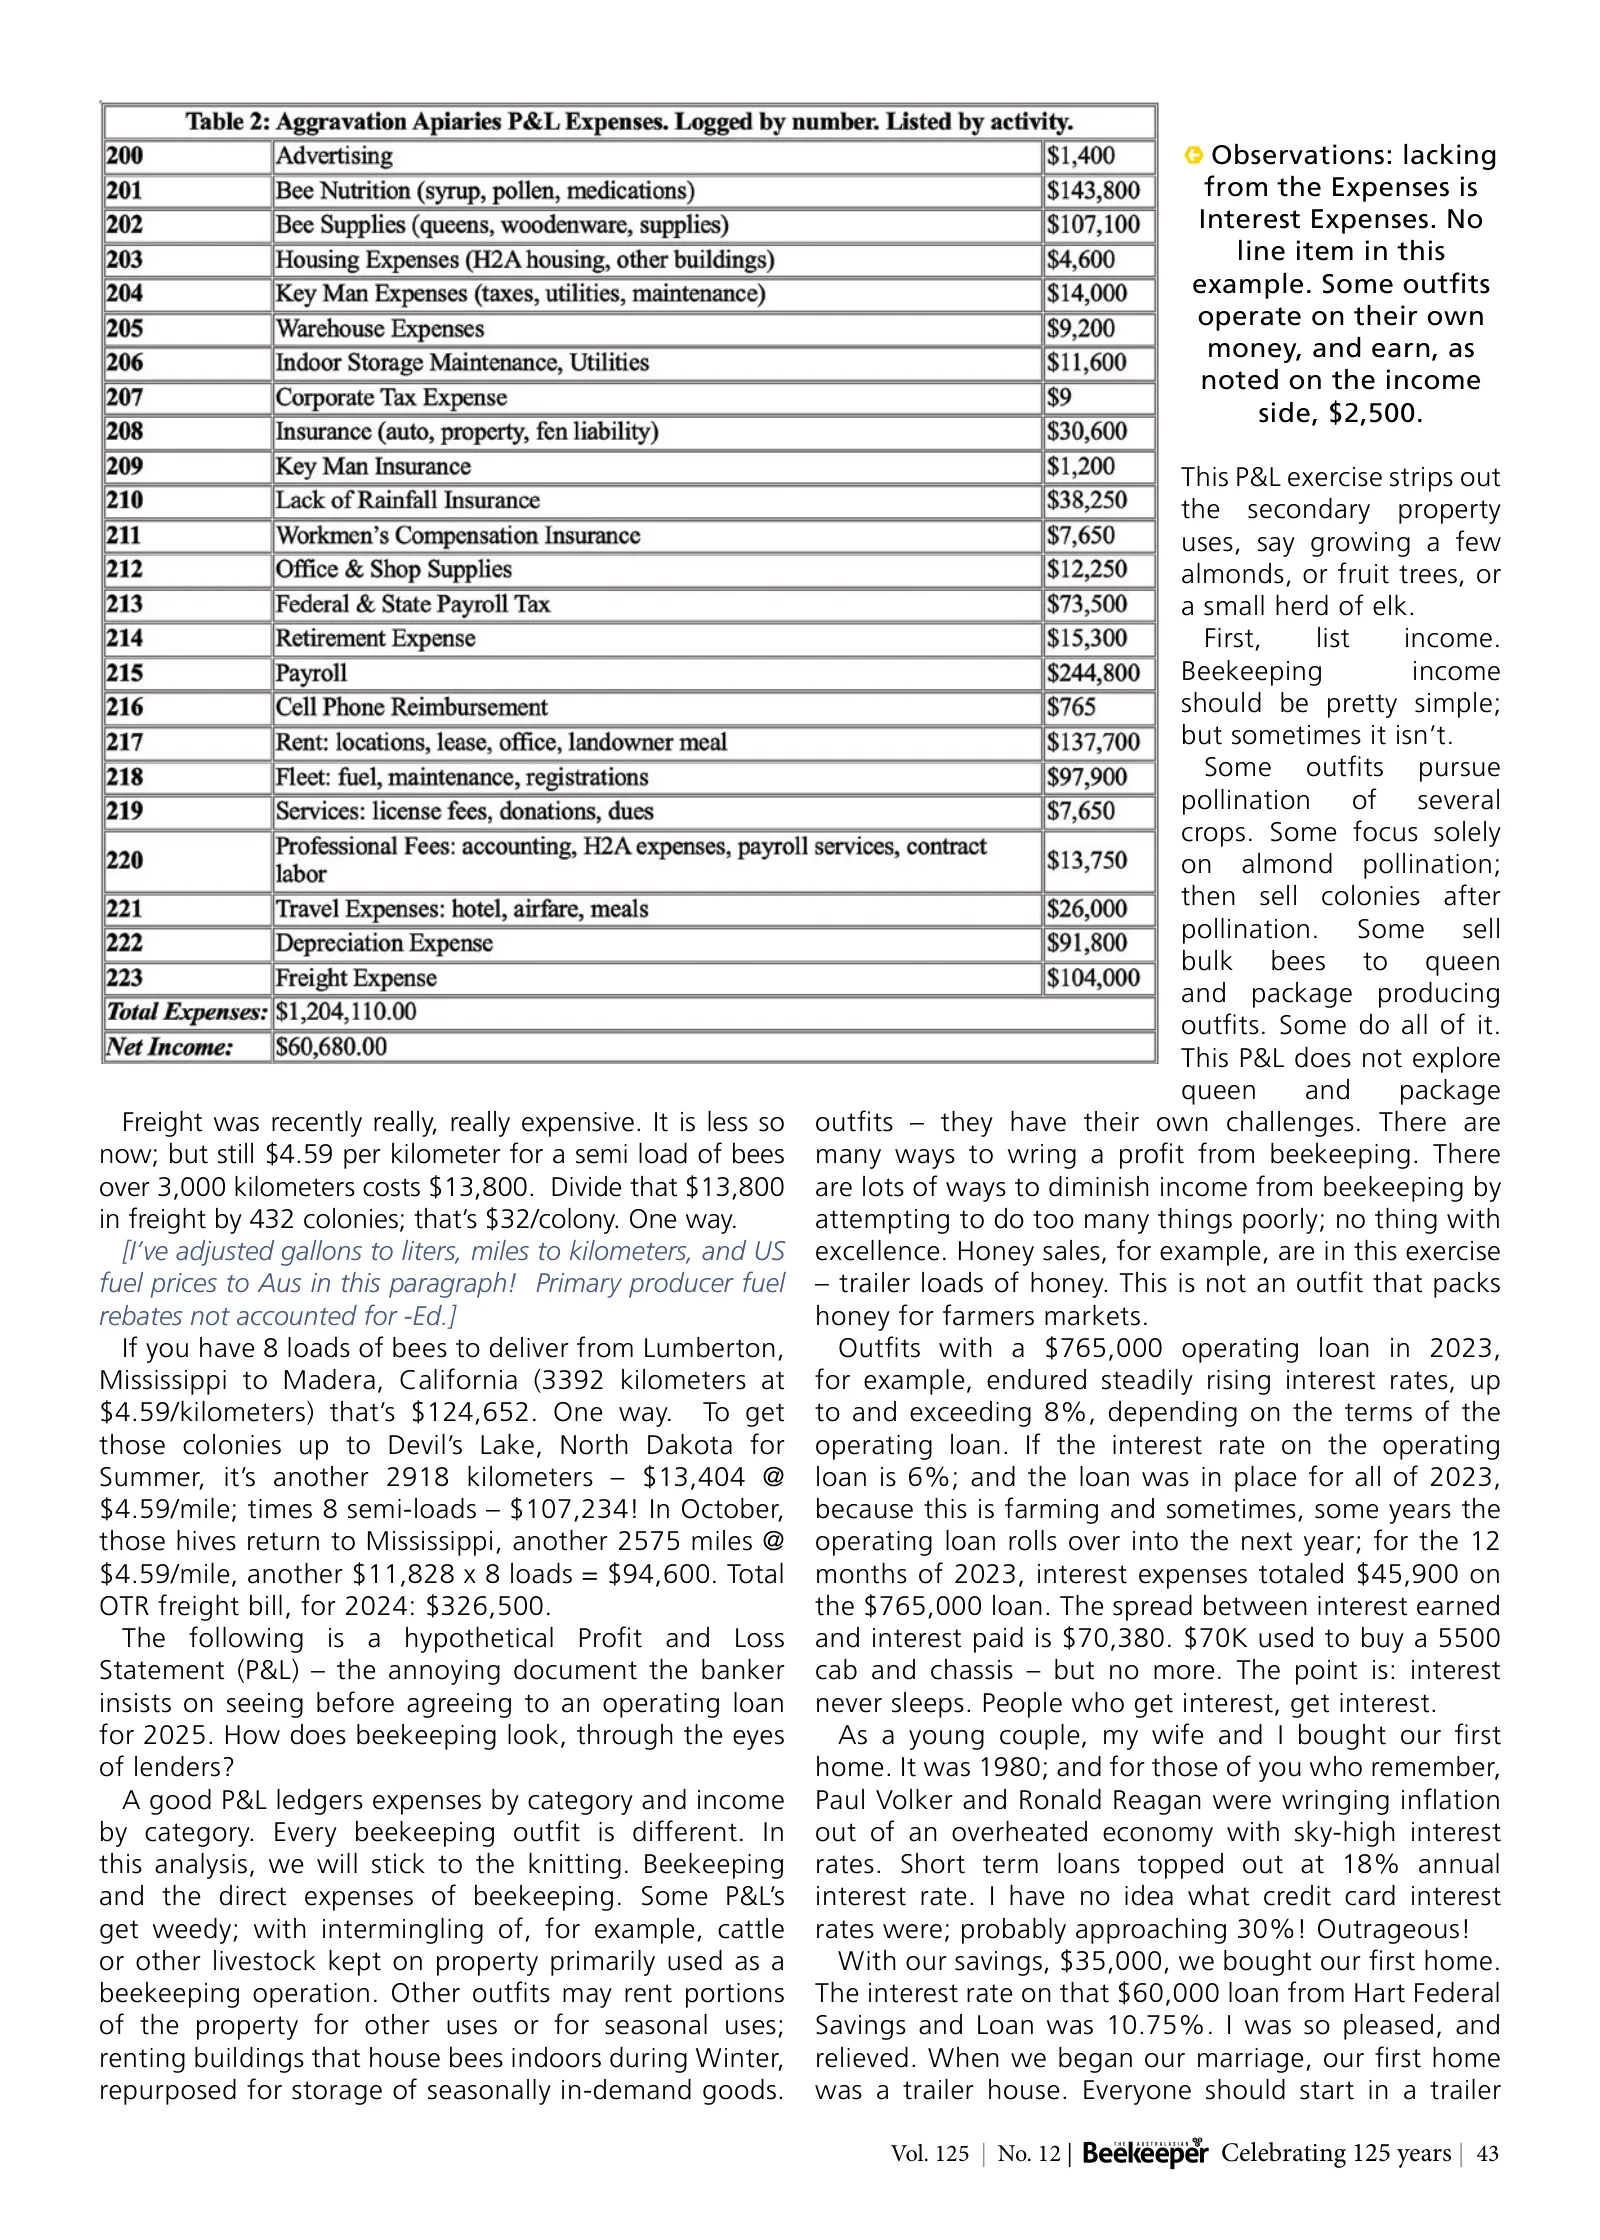 Table 2: Aggravation Apiaries P&L Expenses. Logged by number. Listed by activity.
200 Advertising $1,400
201 Bee Nutrition (syrup, pollen, medications) $143,800
202 Bee Supplies (queens, woodenware, supplies) $107,100
203 Housing Expenses (H2A housing, other buildings) $4,600
204 Key Man Expenses (taxes, utilities, maintenance) $14,000
205 Warehouse Expenses $9,200
206 Indoor Storage Maintenance, Utilities $11,600
207 Corporate Tax Expense $9
208 Insurance (auto, property, fen liability) $30,600
209 Key Man Insurance $1,200
210 Lack of Rainfall Insurance $38,250
211 Workmen’s Compensation Insurance $7,650
212 Office & Shop Supplies $12,250
213 Federal & State Payroll Tax $73,500
214 Retirement Expense $15,300
215 Payroll $244,800
216 Cell Phone Reimbursement $765
217 Rent: locations, lease, office, landowner meal $137,700
218 Fleet: fuel, maintenance, registrations $97,900
219 Services: license fees, donations, dues $7,650
220 Professional Fees: accounting, H2A expenses, payroll services, contract
labor $13,750
221 Travel Expenses: hotel, airfare, meals $26,000
222 Depreciation Expense $91,800
223 Freight Expense $104,000
Total Expenses: $1,204,110.00
Net Income: $60,680.00
Freight was recently really, really expensive. It is less so
now; but still $4.59 per kilometer for a semi load of bees
over 3,000 kilometers costs $13,800. Divide that $13,800
in freight by 432 colonies; that’s $32/colony. One way.
[I’ve adjusted gallons to liters, miles to kilometers, and US
fuel prices to Aus in this paragraph! Primary producer fuel
rebates not accounted for -Ed.]
If you have 8 loads of bees to deliver from Lumberton,
Mississippi to Madera, California (3392 kilometers at
$4.59/kilometers) that’s $124,652. One way. To get
those colonies up to Devil’s Lake, North Dakota for
Summer, it’s another 2918 kilometers – $13,404 @
$4.59/mile; times 8 semi-loads – $107,234! In October,
those hives return to Mississippi, another 2575 miles @
$4.59/mile, another $11,828 x 8 loads = $94,600. Total
OTR freight bill, for 2024: $326,500.
The following is a hypothetical Profit and Loss
Statement (P&L) – the annoying document the banker
insists on seeing before agreeing to an operating loan
for 2025. How does beekeeping look, through the eyes
of lenders?
A good P&L ledgers expenses by category and income
by category. Every beekeeping outfit is different. In
this analysis, we will stick to the knitting. Beekeeping
and the direct expenses of beekeeping. Some P&L’s
get weedy; with intermingling of, for example, cattle
or other livestock kept on property primarily used as a
beekeeping operation. Other outfits may rent portions
of the property for other uses or for seasonal uses;
renting buildings that house bees indoors during Winter,
repurposed for storage of seasonally in-demand goods.
Observations: lacking
from the Expenses is
Interest Expenses. No
line item in this
example. Some outfits
operate on their own
money, and earn, as
noted on the income
side, $2,500.
This P&L exercise strips out
the secondary property
uses, say growing a few
almonds, or fruit trees, or
a small herd of elk.
First, list income.
Beekeeping income
should be pretty simple;
but sometimes it isn’t.
Some outfits pursue
pollination of several
crops. Some focus solely
on almond pollination;
then sell colonies after
pollination. Some sell
bulk bees to queen
and package producing
outfits. Some do all of it.
This P&L does not explore
queen and package
outfits – they have their own challenges. There are
many ways to wring a profit from beekeeping. There
are lots of ways to diminish income from beekeeping by
attempting to do too many things poorly; no thing with
excellence. Honey sales, for example, are in this exercise
– trailer loads of honey. This is not an outfit that packs
honey for farmers markets.
Outfits with a $765,000 operating loan in 2023,
for example, endured steadily rising interest rates, up
to and exceeding 8%, depending on the terms of the
operating loan. If the interest rate on the operating
loan is 6%; and the loan was in place for all of 2023,
because this is farming and sometimes, some years the
operating loan rolls over into the next year; for the 12
months of 2023, interest expenses totaled $45,900 on
the $765,000 loan. The spread between interest earned
and interest paid is $70,380. $70K used to buy a 5500
cab and chassis – but no more. The point is: interest
never sleeps. People who get interest, get interest.
As a young couple, my wife and I bought our first
home. It was 1980; and for those of you who remember,
Paul Volker and Ronald Reagan were wringing inflation
out of an overheated economy with sky-high interest
rates. Short term loans topped out at 18% annual
interest rate. I have no idea what credit card interest
rates were; probably approaching 30%! Outrageous!
With our savings, $35,000, we bought our first home.
The interest rate on that $60,000 loan from Hart Federal
Savings and Loan was 10.75%. I was so pleased, and
relieved. When we began our marriage, our first home
was a trailer house. Everyone should start in a trailer
Vol. 125 | No. 12 | THE AUSTRALASIAN Beekeeper Celebrating 125 years | 43